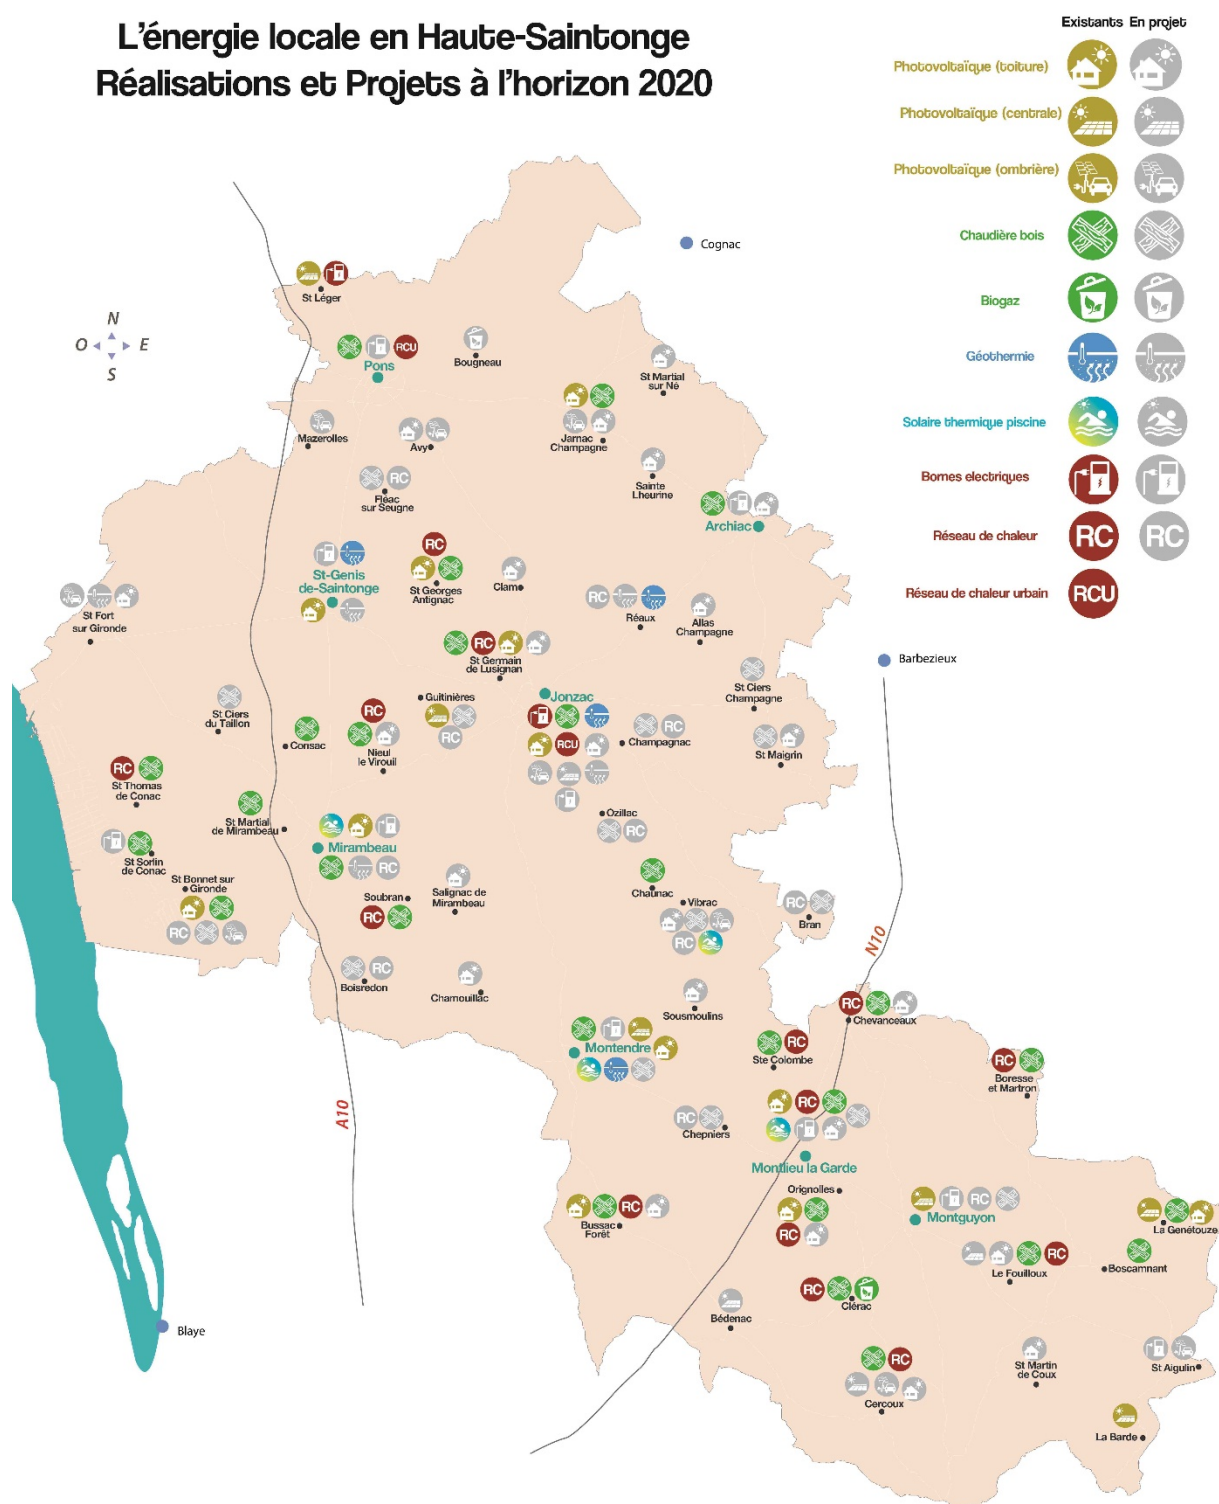 L'énergie locale en Haute-Saintonge
Réalisations et Projets à l'horizon 2020
Existants En projet
Photovoltaïque (toiture)
Photovoltaïque (centrale)
Photovoltaïque (ombrière)
Chaudière bois
Biogaz
Géothermie
Solaire thermique piscine
Bornes electriques
Réseau de chaleur
RC RC
Réseau de chaleur urbain
RCU
N
O E
S
Cognac
St Léger
RCU
Pons
Bougneau
St Martial
sur Né
Mazerolles
Avy
Jarnac
Champagne
Sainte
Lheurine
RC
Fléac
sur Seugne
Archiac
St-Genis
de-Saintonge
RC
St Georges
Antignac
Clam
RC
Réaux
Allas
Champagne
St Fort
sur Gironde
RC
St Germain
de Lusignan
Barbezieux
St Ciers
Champagne
St Ciers
du Taillon
Guitinières
RC
Jonzac
RCU
RC
Champagnac
St Maigrin
Consac
RC
Nieul
le Virouil
RC
St Thomas
de Conac
St Martial
de Mirambeau
Ozillac
RC
St Sorlin
de Conac
Mirambeau
RC
St Bonnet sur
Gironde
RC
Soubran
RC
Salignac de
Mirambeau
Chaunac
Vibrac
RC
RC
Bran
N10
RC
Boisredon
Chamouillac
Sousmoulins
RC
Chevanceaux
Montendre
RC
Ste Colombe
RC
Boresse
et Martron
A10
RC
Chepniers
RC
Montlieu la Garde
RC
Bussac
Forêt
Orignolles
RC
RC
Montguyon
La Genétouze
RC
Le Fouilloux
Boscamnant
RC
Clérac
Bédenac
Blaye
RC
Cercoux
St Martin
de Coux
St Aigulin
La Barde